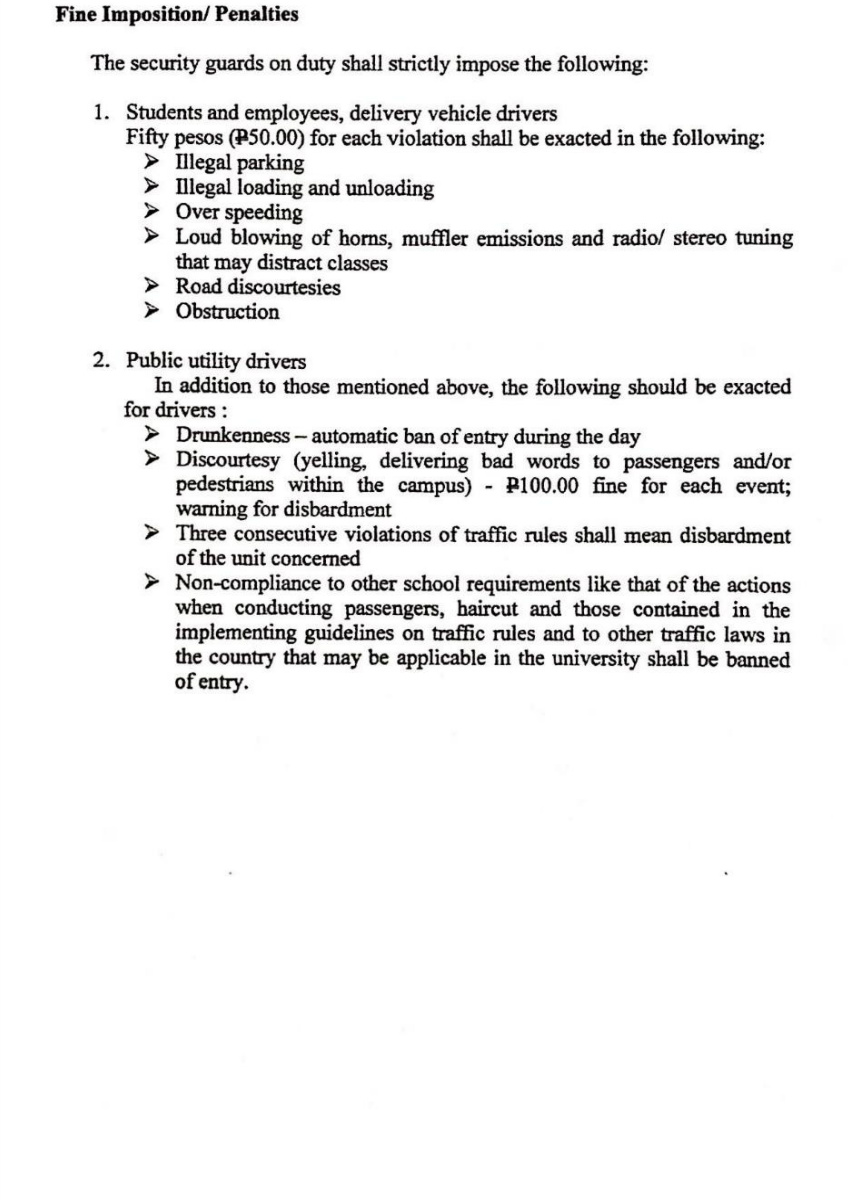 Fine Imposition/ Penalties
The security guards on duty shall strictly impose the following:
1. Students and employees, delivery vehicle drivers
Fifty pesos (₱50.00) for each violation shall be exacted in the following:
➢ Illegal parking
➢ Illegal loading and unloading
➢ Over speeding
➢ Loud blowing of horns, muffler emissions and radio/ stereo tuning
that may distract classes
➢ Road discourtesies
➢ Obstruction
2. Public utility drivers
In addition to those mentioned above, the following should be exacted
for drivers :
➢ Drunkenness – automatic ban of entry during the day
➢ Discourtesy (yelling, delivering bad words to passengers and/or
pedestrians within the campus) - ₱100.00 fine for each event;
warning for disbardment
➢ Three consecutive violations of traffic rules shall mean disbardment
of the unit concerned
➢ Non-compliance to other school requirements like that of the actions
when conducting passengers, haircut and those contained in the
implementing guidelines on traffic rules and to other traffic laws in
the country that may be applicable in the university shall be banned
of entry.